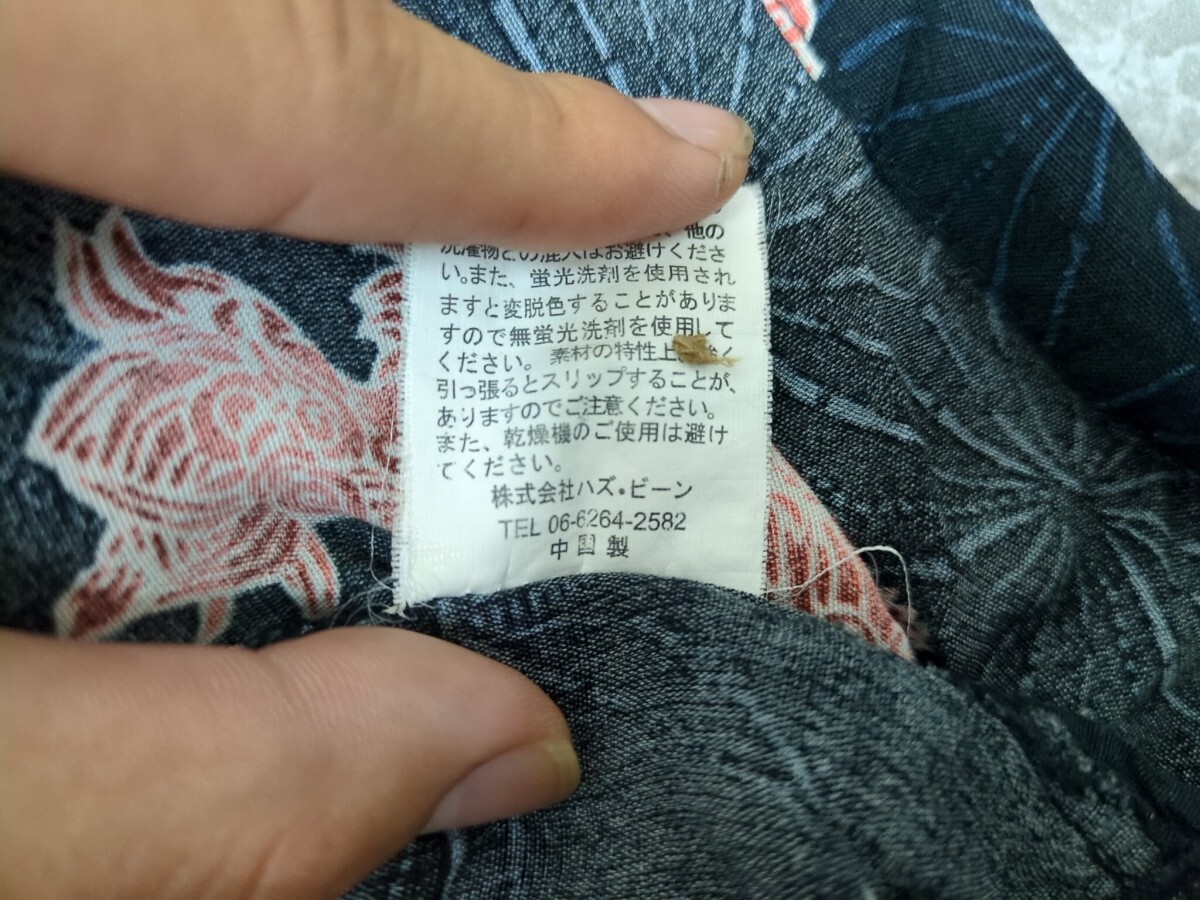 、他の
洗濯物との混入はお避けくださ
い。また、蛍光洗剤を使用され
ますと変脱色することがありま
すので無蛍光洗剤を使用して
ください。 素材の特性上 く
引っ張るとスリップすることが、
ありますのでご注意ください。
また、乾燥機のご使用は避け
てください。
株式会社ハズ・ビーン
TEL 06-6264-2582
中国製